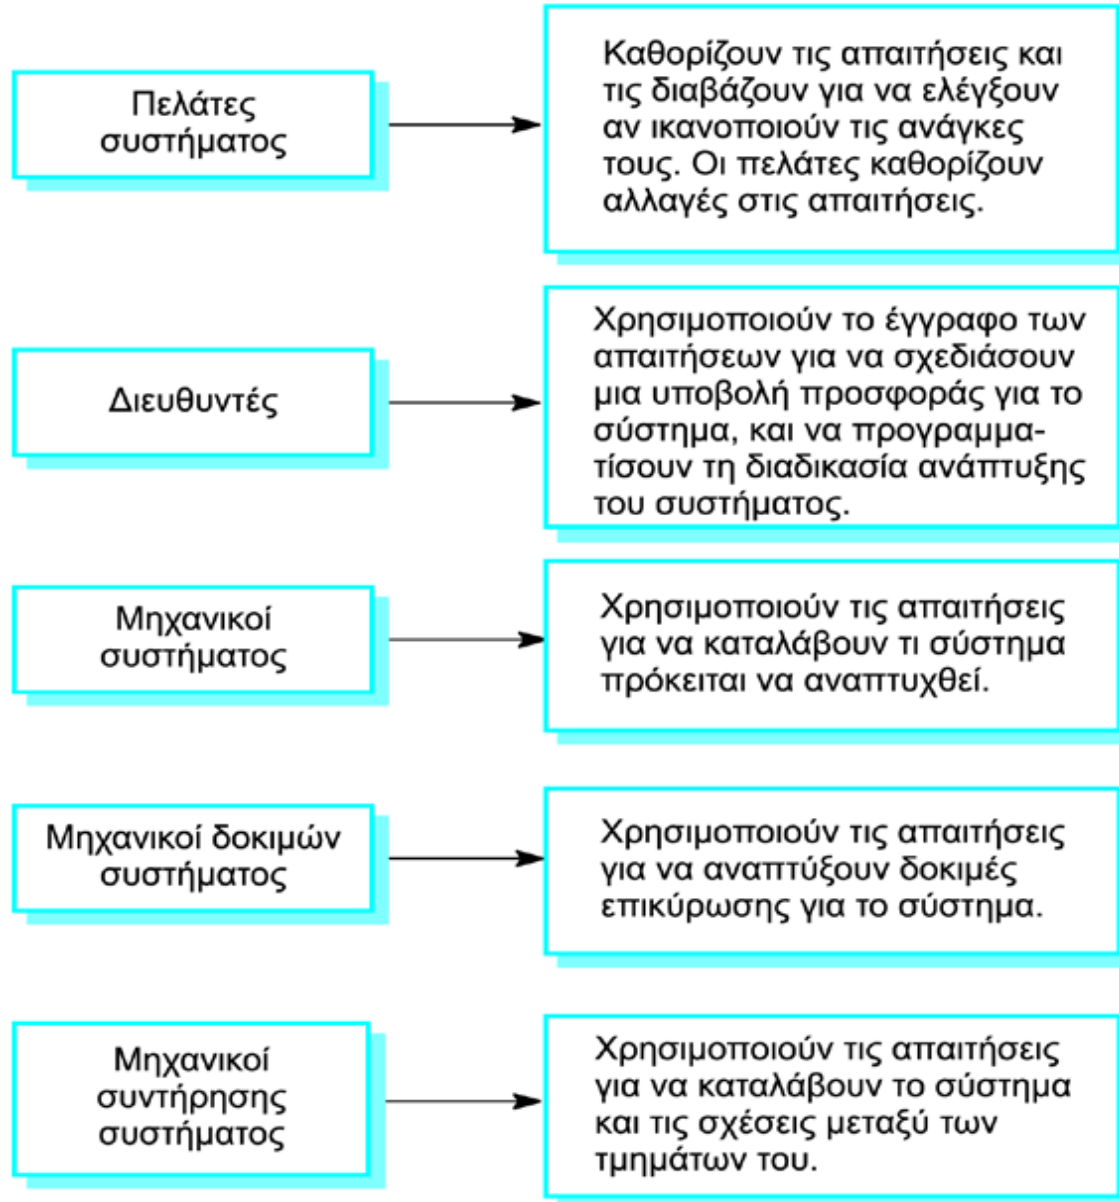 Πελάτες
συστήματος
Καθορίζουν τις απαιτήσεις και
τις διαβάζουν για να ελέγξουν
αν ικανοποιούν τις ανάγκες
τους. Οι πελάτες καθορίζουν
αλλαγές στις απαιτήσεις.
Διευθυντές
Χρησιμοποιούν το έγγραφο των
απαιτήσεων για να σχεδιάσουν
μια υποβολή προσφοράς για το
σύστημα, και να προγραμμα-
τίσουν τη διαδικασία ανάπτυξης
του συστήματος.
Μηχανικοί
συστήματος
Χρησιμοποιούν τις απαιτήσεις
για να καταλάβουν τι σύστημα
πρόκειται να αναπτυχθεί.
Μηχανικοί δοκιμών
συστήματος
Χρησιμοποιούν τις απαιτήσεις
για να αναπτύξουν δοκιμές
επικύρωσης για το σύστημα.
Μηχανικοί
συντήρησης
συστήματος
Χρησιμοποιούν τις απαιτήσεις
για να καταλάβουν το σύστημα
και τις σχέσεις μεταξύ των
τμημάτων του.